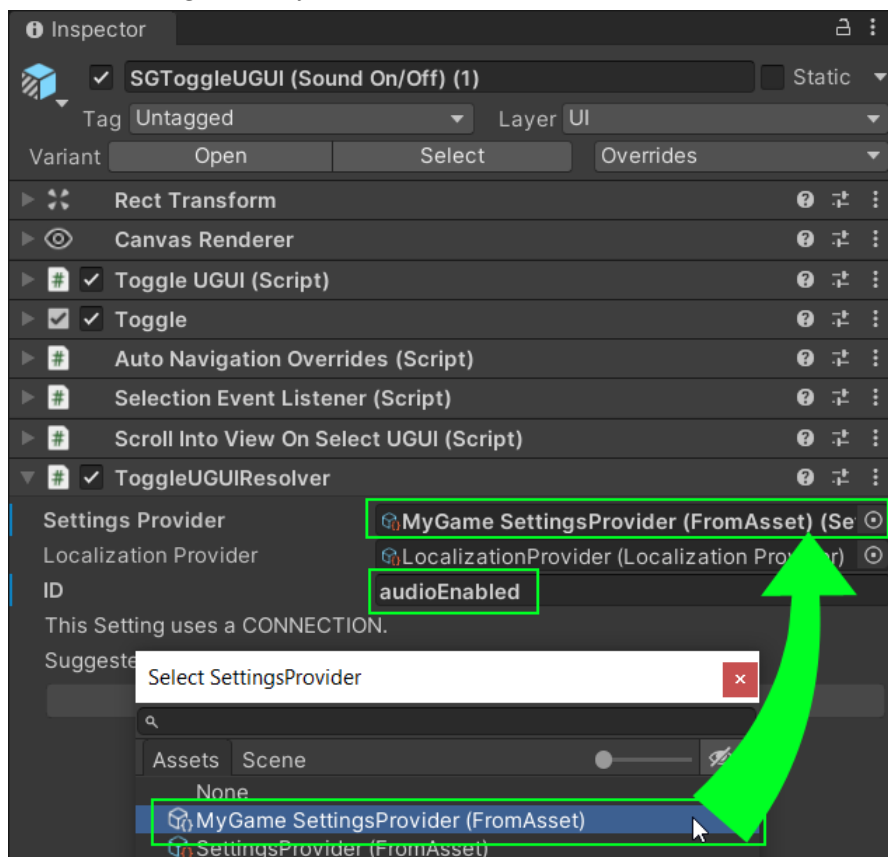 Inspector
SGToggleUGUI (Sound On/Off) (1)
Static
Tag Untagged Layer UI
Variant Open Select Overrides
Rect Transform
Canvas Renderer
Toggle UGUI (Script)
Toggle
Auto Navigation Overrides (Script)
Selection Event Listener (Script)
Scroll Into View On Select UGUI (Script)
ToggleUGUIResolver
Settings Provider MyGame SettingsProvider (FromAsset) (Se
Localization Provider LocalizationProvider (Localization Pro
ID audioEnabled
This Setting uses a CONNECTION.
Suggeste
Select SettingsProvider
Assets Scene
None
MyGame SettingsProvider (FromAsset)
SettingsProvider (FromAsset)